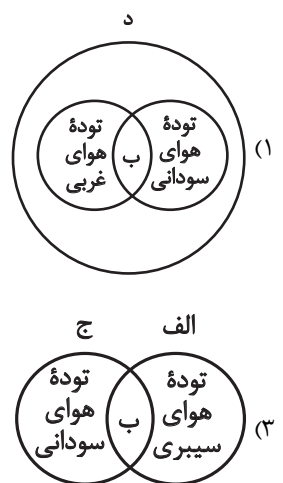 د
۱)
تودهٔ
هوای
سودانی
ب
تودهٔ
هوای
غربی
الف
ج
۳)
تودهٔ
هوای
سیبری
ب
تودهٔ
هوای
سودانی